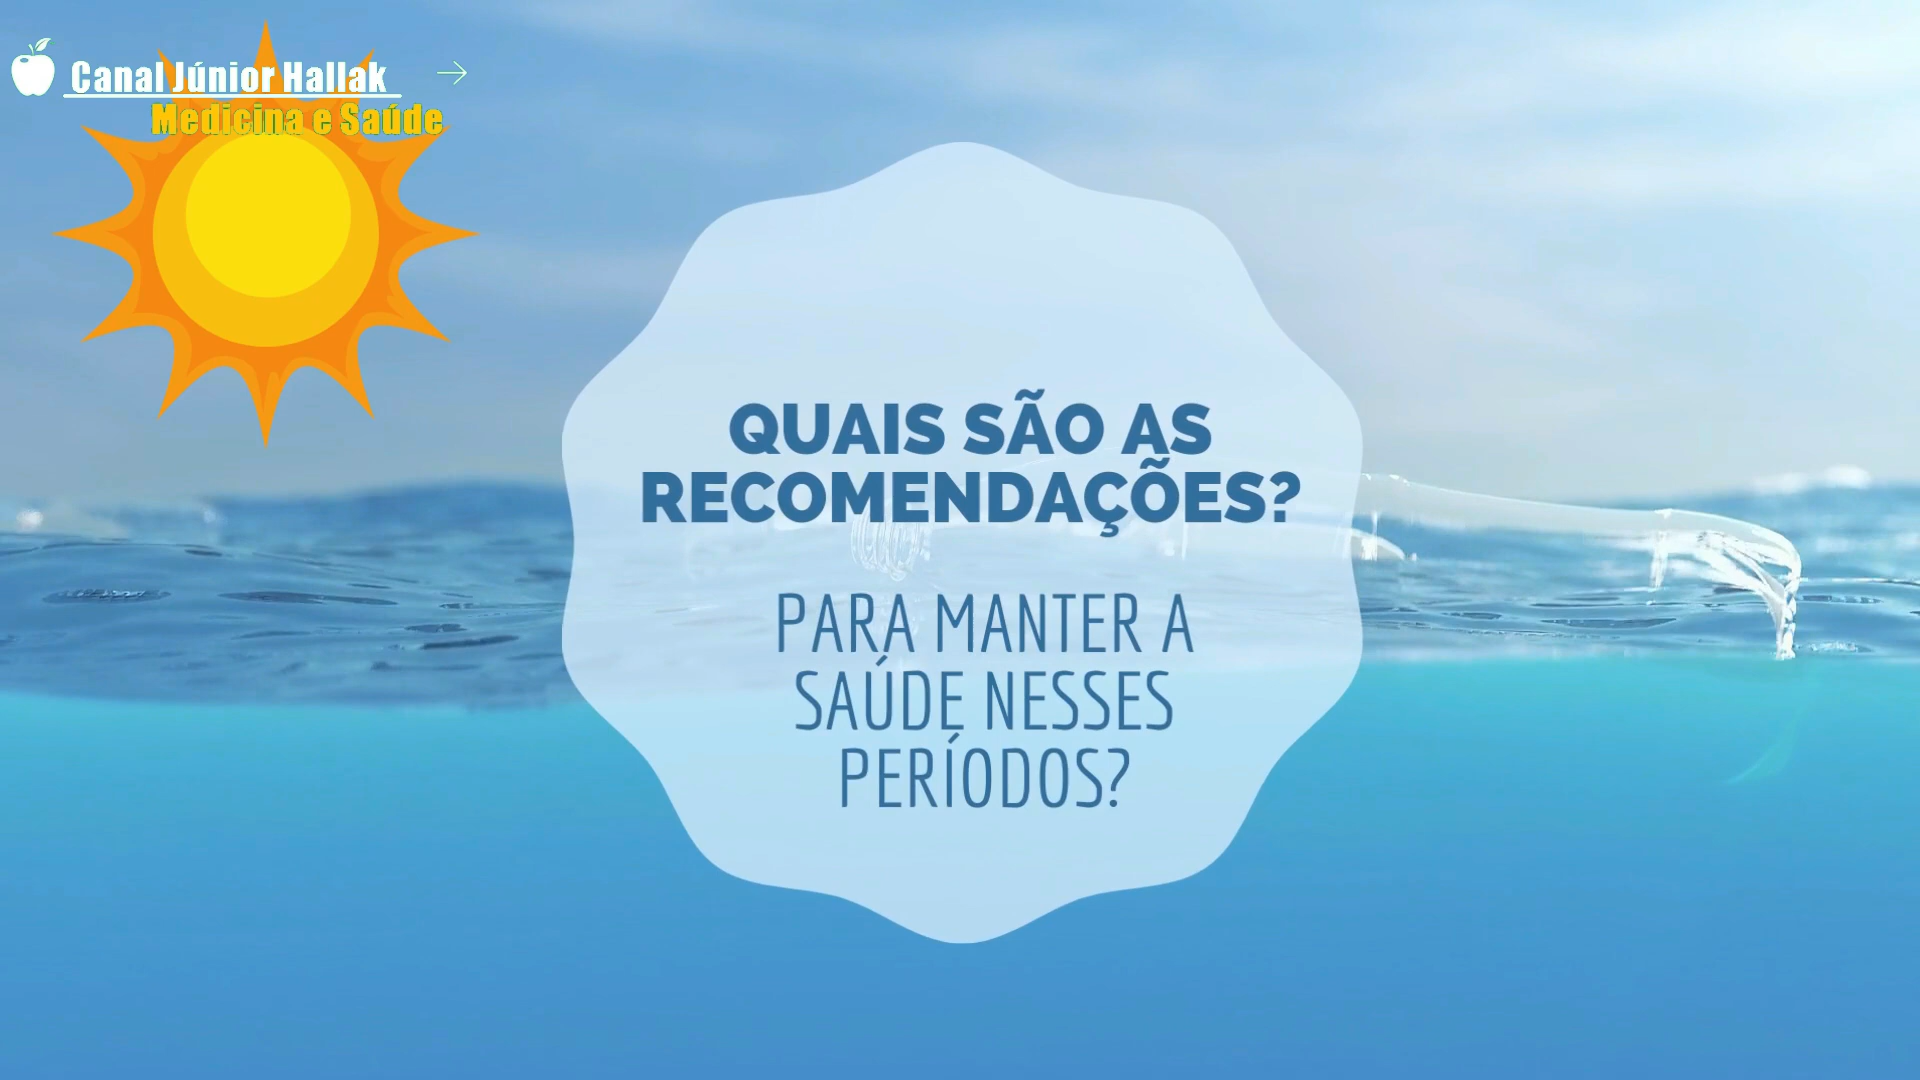 Canal Júnior Hallak
Medicina e Saúde
QUAIS SÃO AS
RECOMENDAÇÕES?
PARA MANTER A
SAÚDE NESSES
PERÍODOS?